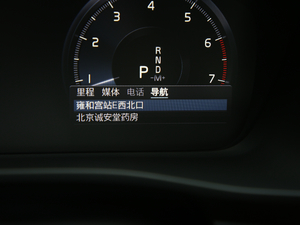 1 2 3 4 5 6 7
R
N
D
P -M-
里程 媒体 电话 导航
雍和宫站E西北口
北京诚安堂药房